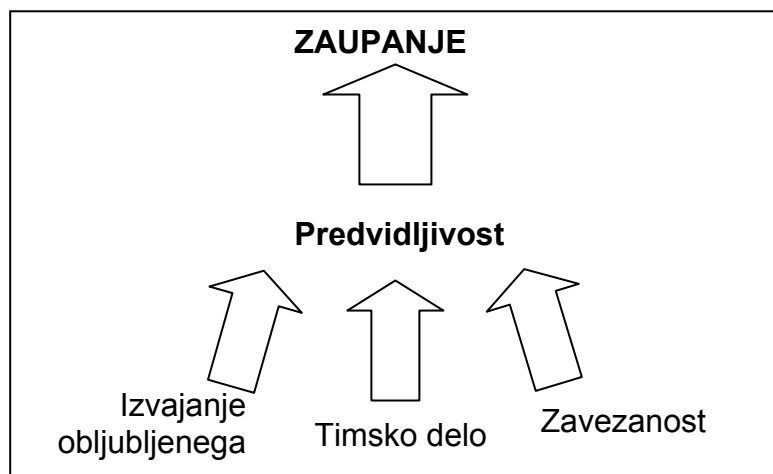 ZAUPANJE
Predvidljivost
Izvajanje
obljubljenega
Timsko delo
Zavezanost